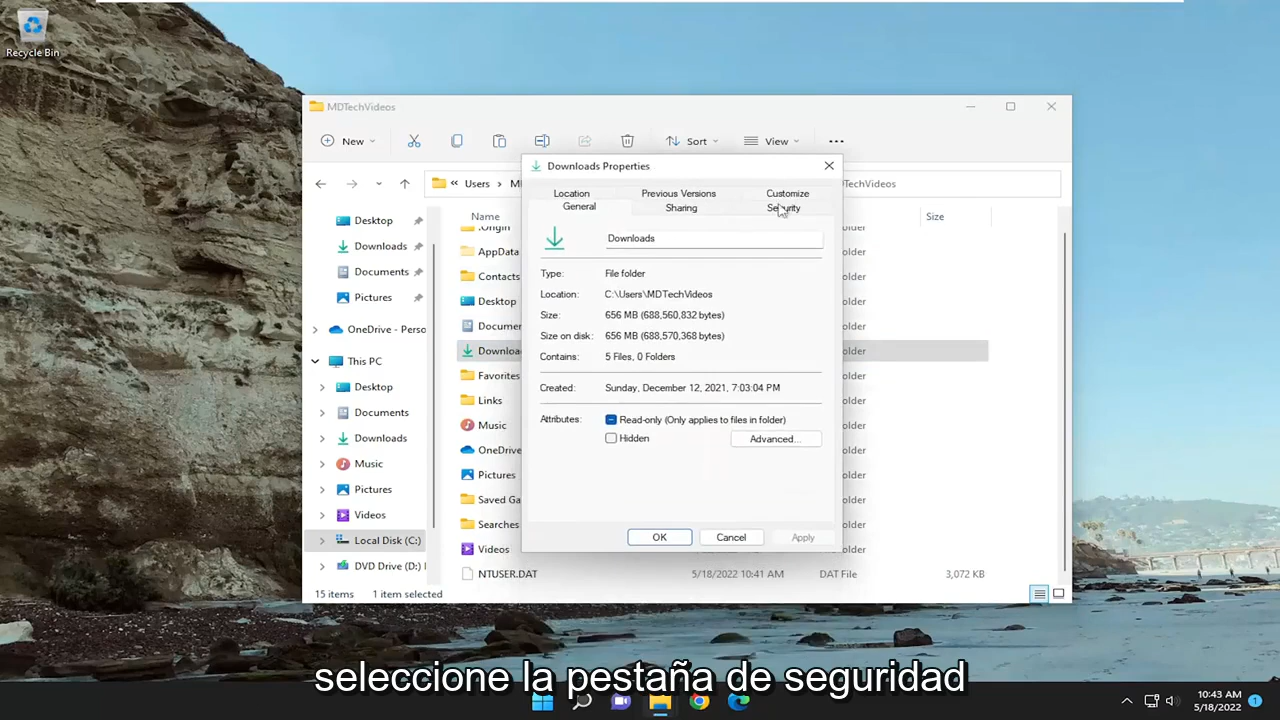 Recycle Bin
MDTechVideos
New
Sort
View
Users
MDTechVideos
Downloads Properties
Location
Previous Versions
Customize
General
Sharing
Security
Downloads
Type:
File folder
Location:
C:\Users\MDTechVideos
Size:
656 MB (688,560,832 bytes)
Size on disk:
656 MB (688,570,368 bytes)
Contains:
5 Files, 0 Folders
Created:
Sunday, December 12, 2021, 7:03:04 PM
Attributes:
Read-only (Only applies to files in folder)
Hidden
Advanced...
OK
Cancel
Apply
Desktop
Downloads
Documents
Pictures
OneDrive - Perso
This PC
Desktop
Documents
Downloads
Music
Pictures
Videos
Local Disk (C:)
DVD Drive (D:)
Name
Size
.Origin
AppData
Contacts
Desktop
Docume
Downloa
Favorites
Links
Music
OneDrive
Pictures
Saved Ga
Searches
Videos
NTUSER.DAT
5/18/2022 10:41 AM
DAT File
3,072 KB
15 items
1 item selected
seleccione la pestaña de seguridad
10:43 AM
5/18/2022
1